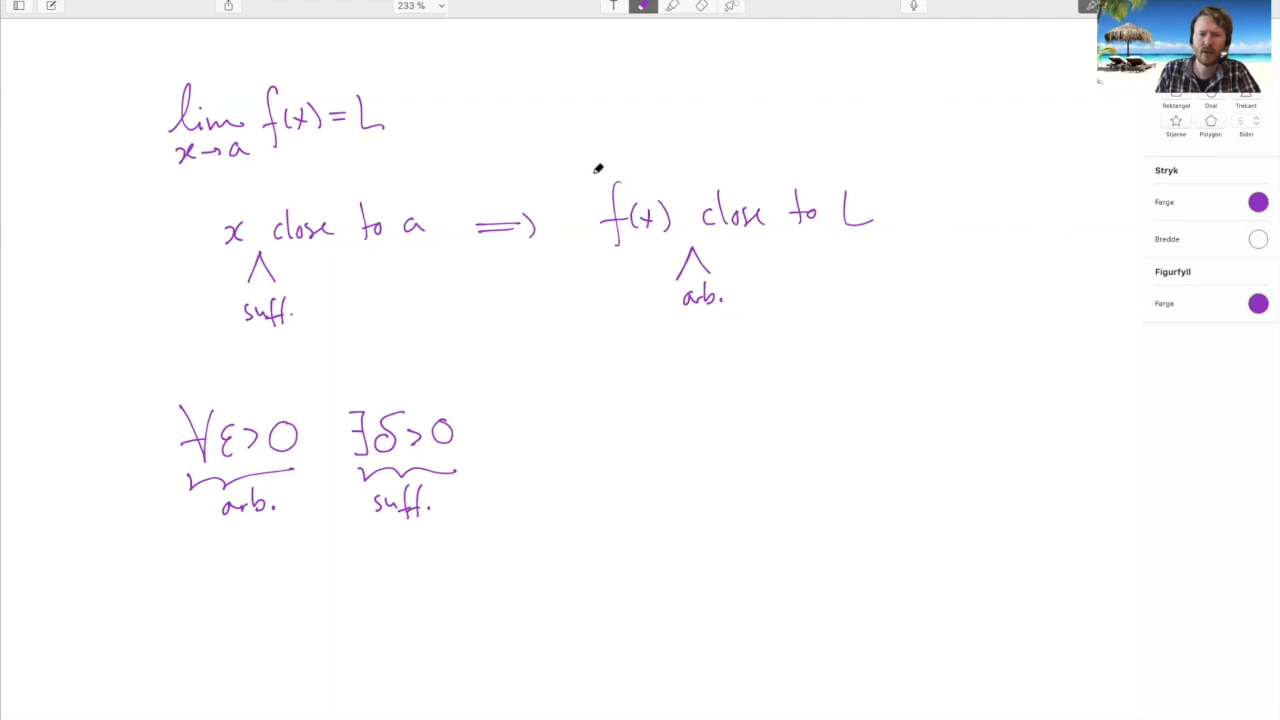 233 %
lim f(x) = L
x→a
x close to a ⟹ f(x) close to L
suff.
arb.
∀ε>0 ∃δ>0
arb.
suff.
Rektangel Oval Trekant
Stjerne Polygon 5 Sider
Stryk
Farge
Bredde
Figurfyll
Farge